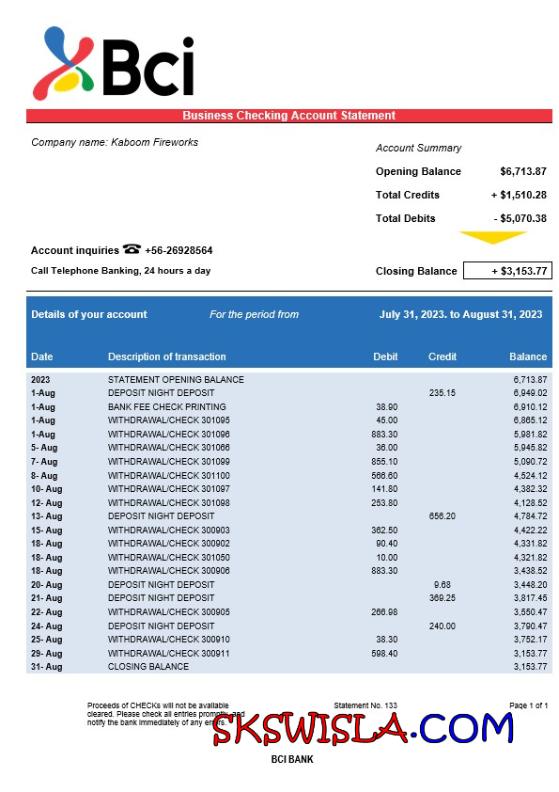 Bci
Business Checking Account Statement
Company name: Kaboom Fireworks
Account Summary
Opening Balance $6,713.87
Total Credits + $1,510.28
Total Debits - $5,070.38
Account inquiries ☎ +56-26928564
Call Telephone Banking, 24 hours a day
Closing Balance + $3,153.77
Details of your account For the period from July 31, 2023. to August 31, 2023
Date Description of transaction Debit Credit Balance
2023 STATEMENT OPENING BALANCE 6,713.87
1-Aug DEPOSIT NIGHT DEPOSIT 235.15 6,949.02
1-Aug BANK FEE CHECK PRINTING 38.90 6,910.12
1-Aug WITHDRAWAL/CHECK 301095 45.00 6,865.12
1-Aug WITHDRAWAL/CHECK 301096 883.30 5,981.82
5- Aug WITHDRAWAL/CHECK 301066 36.00 5,945.82
7- Aug WITHDRAWAL/CHECK 301099 855.10 5,090.72
8- Aug WITHDRAWAL/CHECK 301100 566.60 4,524.12
10- Aug WITHDRAWAL/CHECK 301097 141.80 4,382.32
12- Aug WITHDRAWAL/CHECK 301098 253.80 4,128.52
13- Aug DEPOSIT NIGHT DEPOSIT 656.20 4,784.72
15- Aug WITHDRAWAL/CHECK 300903 362.50 4,422.22
18- Aug WITHDRAWAL/CHECK 300902 90.40 4,331.82
18- Aug WITHDRAWAL/CHECK 301050 10.00 4,321.82
18- Aug WITHDRAWAL/CHECK 300906 883.30 3,438.52
20- Aug DEPOSIT NIGHT DEPOSIT 9.68 3,448.20
21- Aug DEPOSIT NIGHT DEPOSIT 369.25 3,817.45
22- Aug WITHDRAWAL/CHECK 300905 266.98 3,550.47
24- Aug DEPOSIT NIGHT DEPOSIT 240.00 3,790.47
25- Aug WITHDRAWAL/CHECK 300910 38.30 3,752.17
29- Aug WITHDRAWAL/CHECK 300911 598.40 3,153.77
31- Aug CLOSING BALANCE 3,153.77
Proceeds of CHECKs will not be available Statement No. 133 Page 1 of 1
cleared. Please check all entries promptly and
notify the bank immediately of any errors.
SKSWISLA.COM
BCI BANK